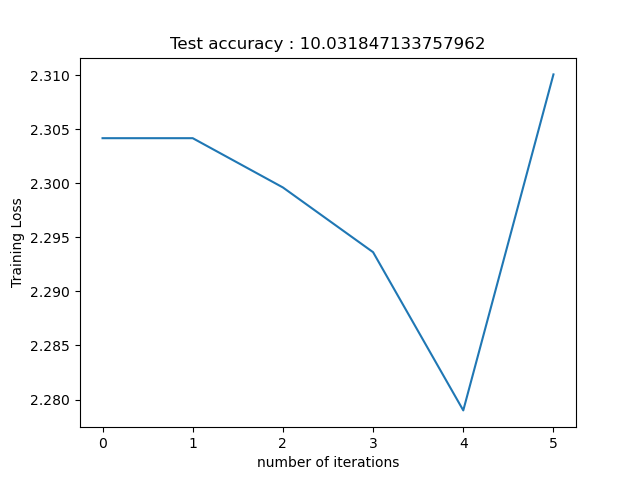 Test accuracy : 10.031847133757962
2.310
2.305
2.300
2.295
2.290
2.285
2.280
Training Loss
0 1 2 3 4 5
number of iterations